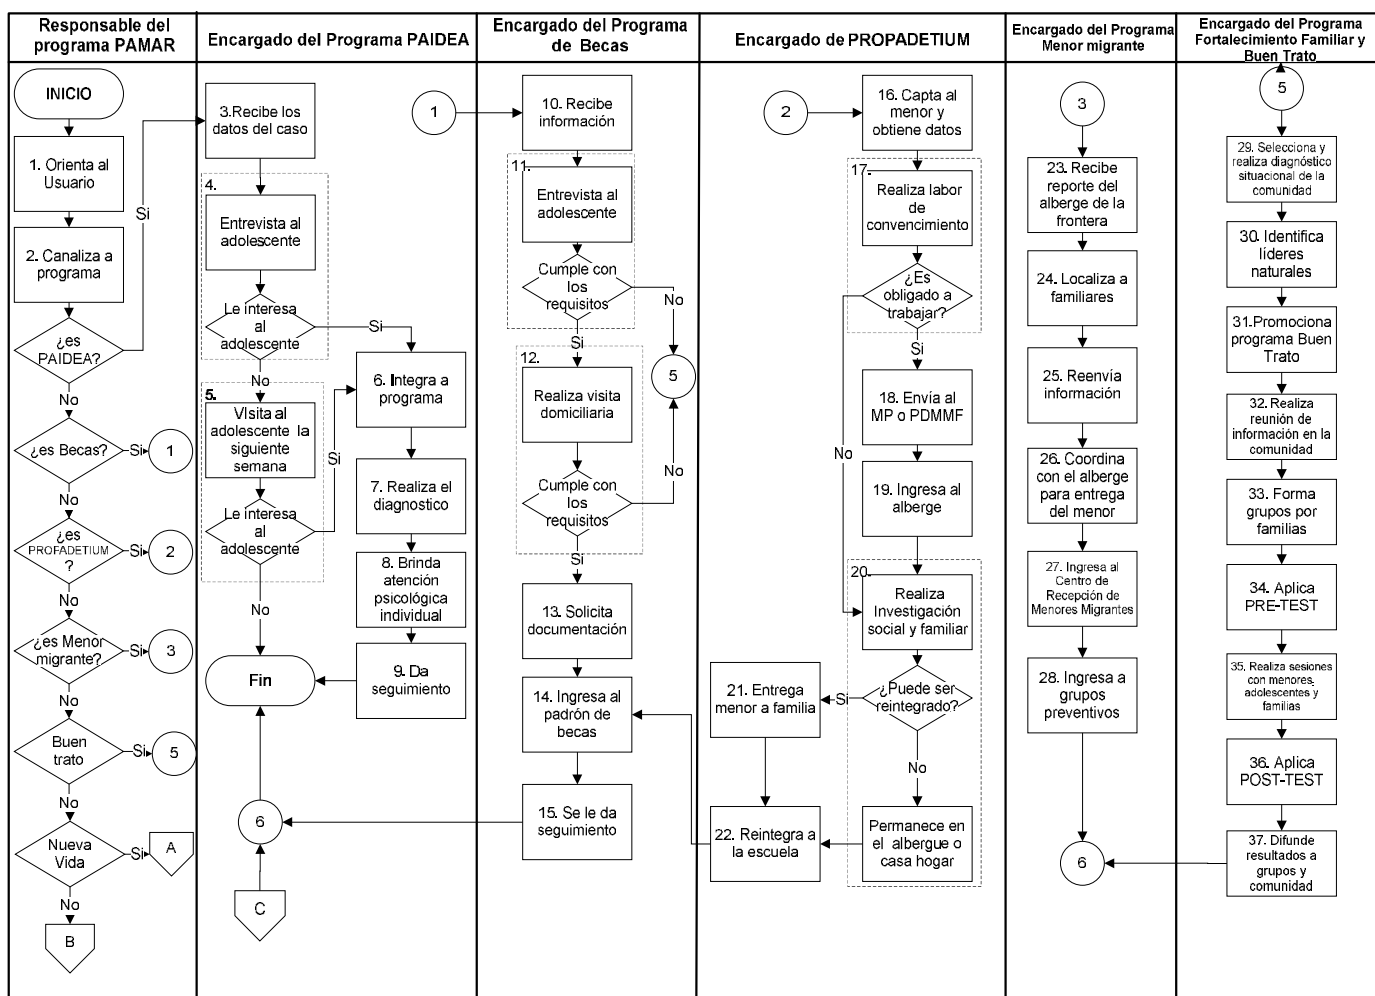 Responsable del
programa PAMAR
Encargado del Programa PAIDEA
Encargado del Programa
de Becas
Encargado de PROPADETIUM
Encargado del Programa
Menor migrante
Encargado del Programa
Fortalecimiento Familiar y
Buen Trato
INICIO
1. Orienta al
Usuario
2. Canaliza a
programa
¿es
PAIDEA?
Si
No
¿es Becas?
Si
1
No
¿es
PROFADETIUM
?
Si
2
No
¿es Menor
migrante?
Si
3
No
Buen
trato
Si
5
No
Nueva
Vida
Si
A
No
B
3.Recibe los
datos del caso
4.
Entrevista al
adolescente
Le interesa
al
adolescente
Si
No
5.
VIsita al
adolescente la
siguiente
semana
Si
Le interesa
al
adolescente
No
Fin
6
C
1
6. Integra a
programa
7. Realiza el
diagnostico
8. Brinda
atención
psicológica
individual
9. Da
seguimiento
10. Recibe
información
11.
Entrevista al
adolescente
Cumple con
los
requisitos
No
Si
5
12.
Realiza visita
domiciliaria
No
Cumple con
los
requisitos
Si
13. Solicita
documentación
14. Ingresa al
padrón de
becas
15. Se le da
seguimiento
2
16. Capta al
menor y
obtiene datos
17.
Realiza labor
de
convencimiento
¿Es
obligado a
trabajar?
Si
No
18. Envía al
MP o PDMMF
19. Ingresa al
alberge
20.
Realiza
Investigación
social y familiar
¿Puede ser
reintegrado?
Si
21. Entrega
menor a familia
No
22. Reintegra a
la escuela
Permanece en
el albergue o
casa hogar
3
23. Recibe
reporte del
alberge de la
frontera
24. Localiza a
familiares
25. Reenvía
información
26. Coordina
con el alberge
para entrega
del menor
27. Ingresa al
Centro de
Recepción de
Menores Migrantes
28. Ingresa a
grupos
preventivos
6
5
29. Selecciona y
realiza diagnóstico
situacional de la
comunidad
30. Identifica
líderes
naturales
31.Promociona
programa Buen
Trato
32. Realiza
reunión de
información en la
comunidad
33. Forma
grupos por
familias
34. Aplica
PRE-TEST
35. Realiza sesiones
con menores,
adolescentes y
familias
36. Aplica
POST-TEST
37. Difunde
resultados a
grupos y
comunidad